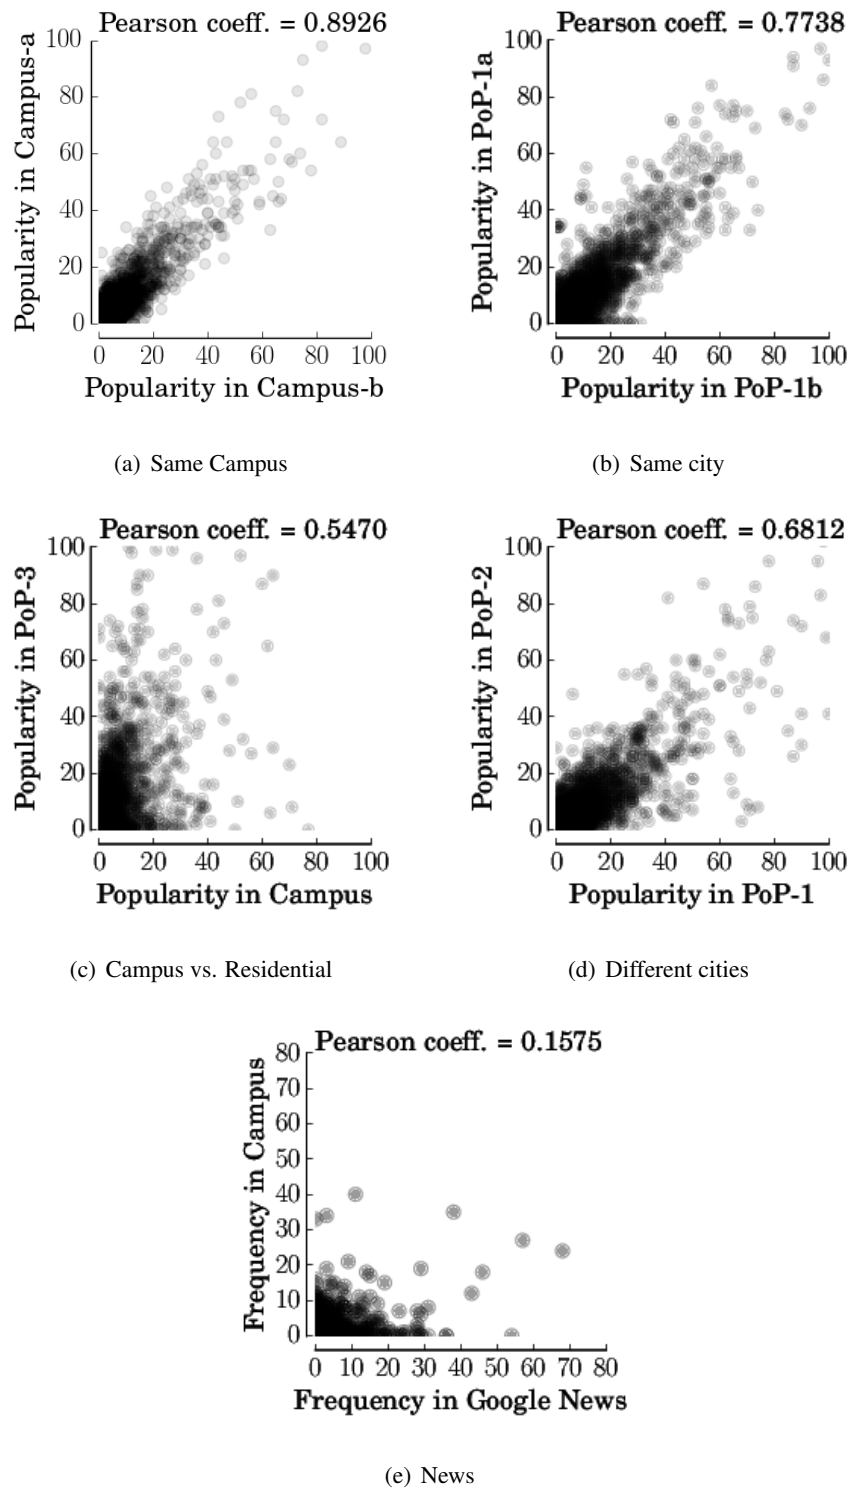 Pearson coeff. = 0.8926
Popularity in Campus-a
100
80
60
40
20
0
0 20 40 60 80 100
Popularity in Campus-b
(a) Same Campus
Pearson coeff. = 0.7738
Popularity in PoP-1a
100
80
60
40
20
0
0 20 40 60 80 100
Popularity in PoP-1b
(b) Same city
Pearson coeff. = 0.5470
Popularity in PoP-3
100
80
60
40
20
0
0 20 40 60 80 100
Popularity in Campus
(c) Campus vs. Residential
Pearson coeff. = 0.6812
Popularity in PoP-2
100
80
60
40
20
0
0 20 40 60 80 100
Popularity in PoP-1
(d) Different cities
Pearson coeff. = 0.1575
Frequency in Campus
80
70
60
50
40
30
20
10
0
0 10 20 30 40 50 60 70 80
Frequency in Google News
(e) News